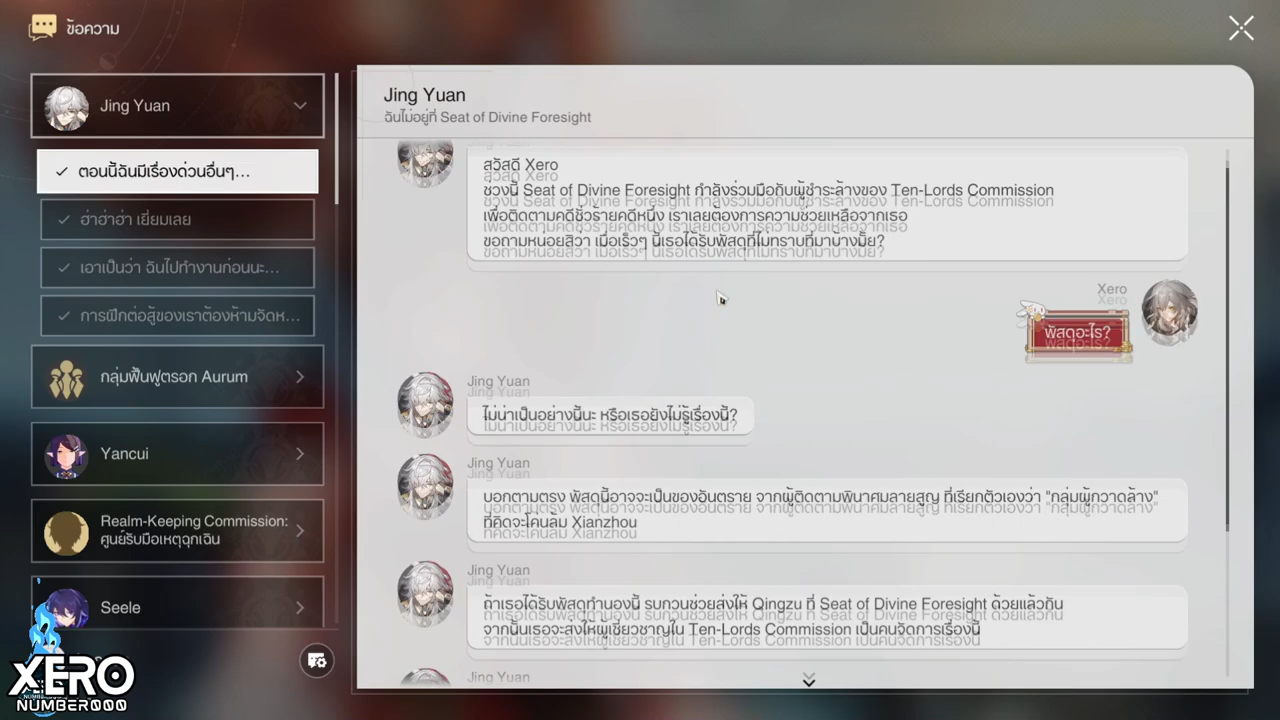 ข้อความ
Jing Yuan
ตอนนี้ฉันมีเรื่องด่วนอื่นๆ...
ฮ่าฮ่าฮ่า เยี่ยมเลย
เอาเป็นว่า ฉันไปทำงานก่อนนะ...
การฝึกต่อสู้ของเราต้องห้ามจัดห...
กลุ่มฟื้นฟูตรอก Aurum
Yancui
Realm-Keeping Commission:
ศูนย์รับมือเหตุฉุกเฉิน
Seele
XERO
NUMBER000
Jing Yuan
ฉันไม่อยู่ที่ Seat of Divine Foresight
สวัสดี Xero
ช่วงนี้ Seat of Divine Foresight กำลังร่วมมือกับผู้ชำระล้างของ Ten-Lords Commission
เพื่อติดตามคดีชั่วร้ายคดีหนึ่ง เราเลยต้องการความช่วยเหลือจากเธอ
ขอถามหน่อยสิว่า เมื่อเร็วๆ นี้เธอได้รับพัสดุที่ไม่ทราบที่มาบ้างมั้ย?
Xero
พัสดุอะไร?
Jing Yuan
ไม่น่าเป็นอย่างนี้นะ หรือเธอยังไม่รู้เรื่องนี้?
Jing Yuan
บอกตามตรง พัสดุนี้อาจจะเป็นของอันตราย จากผู้ติดตามพินาศมลายสูญ ที่เรียกตัวเองว่า "กลุ่มผู้กวาดล้าง"
ที่คิดจะโค่นล้ม Xianzhou
Jing Yuan
ถ้าเธอได้รับพัสดุทำนองนี้ รบกวนช่วยส่งให้ Qingzu ที่ Seat of Divine Foresight ด้วยแล้วกัน
จากนั้นเธอจะส่งให้ผู้เชี่ยวชาญใน Ten-Lords Commission เป็นคนจัดการเรื่องนี้
Jing Yuan